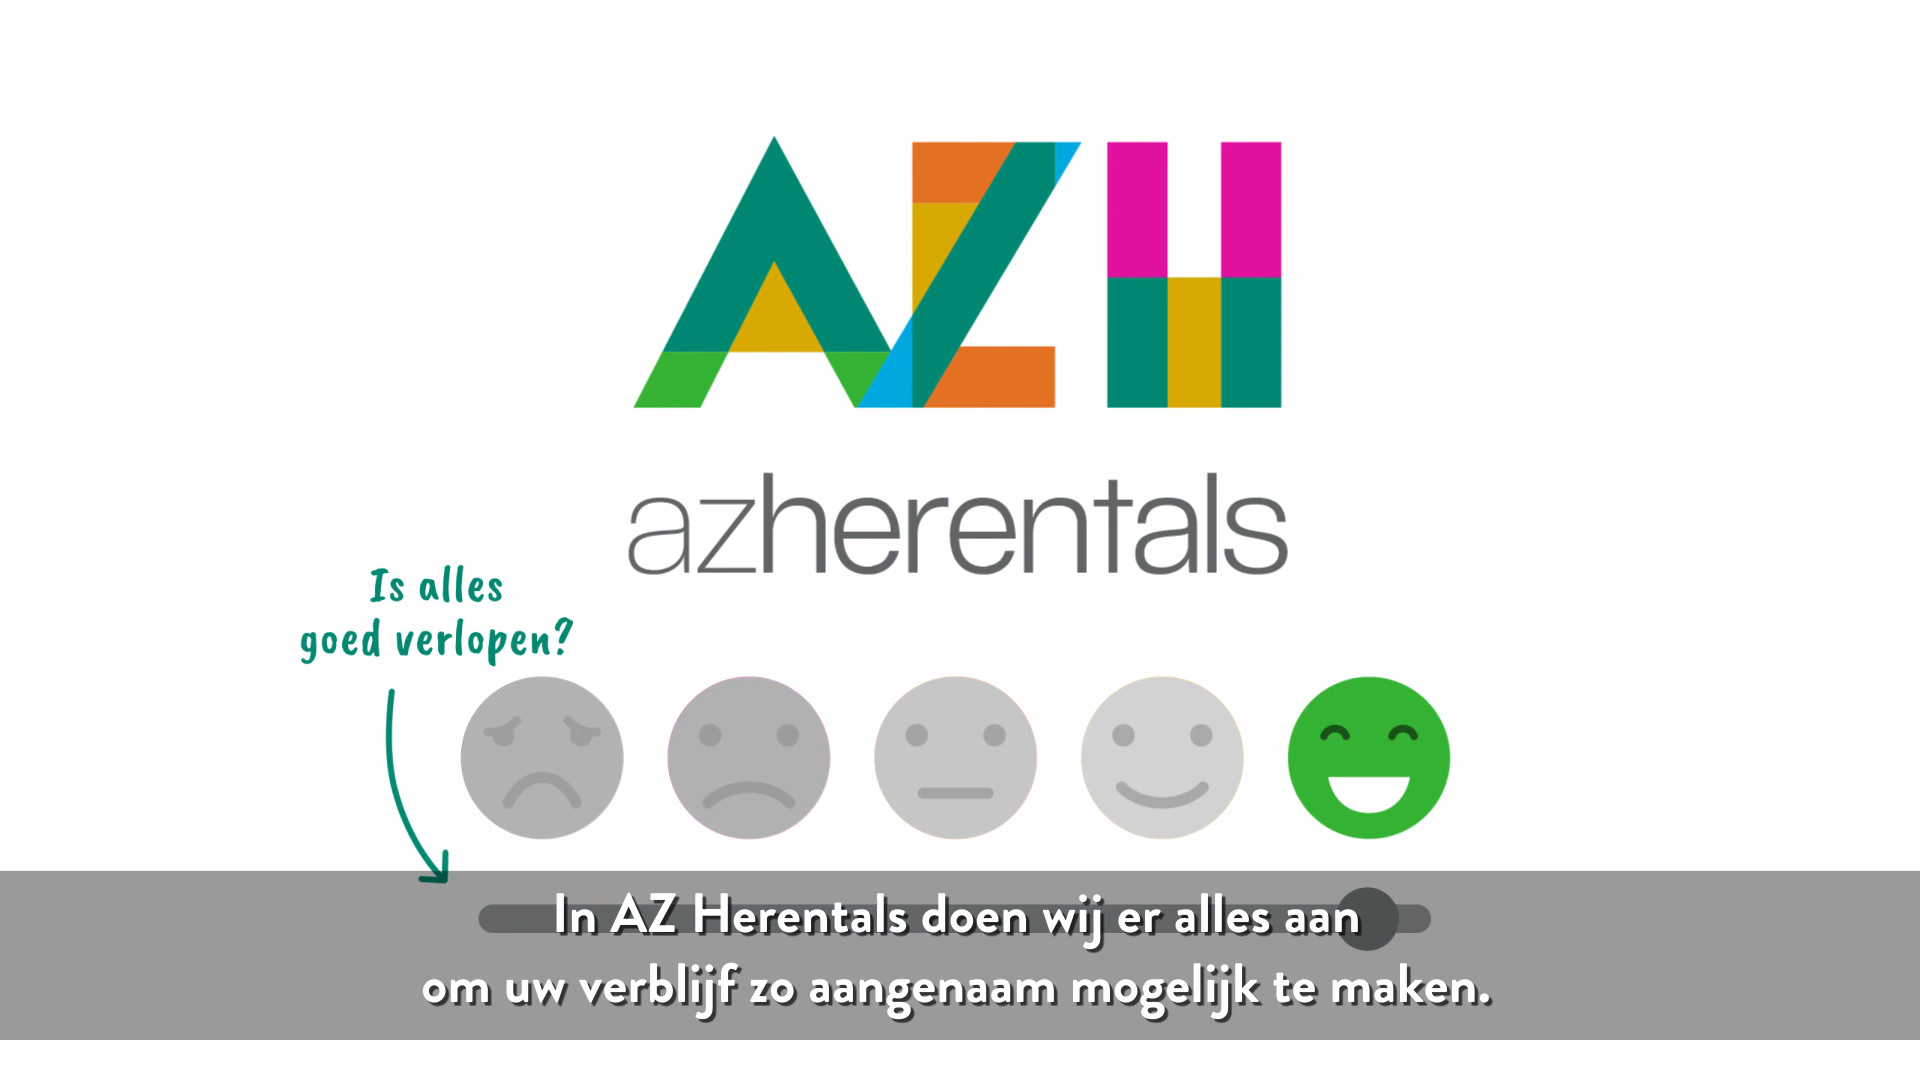 AZH
azherentals
Is alles
goed verlopen?
In AZ Herentals doen wij er alles aan
om uw verblijf zo aangenaam mogelijk te maken.